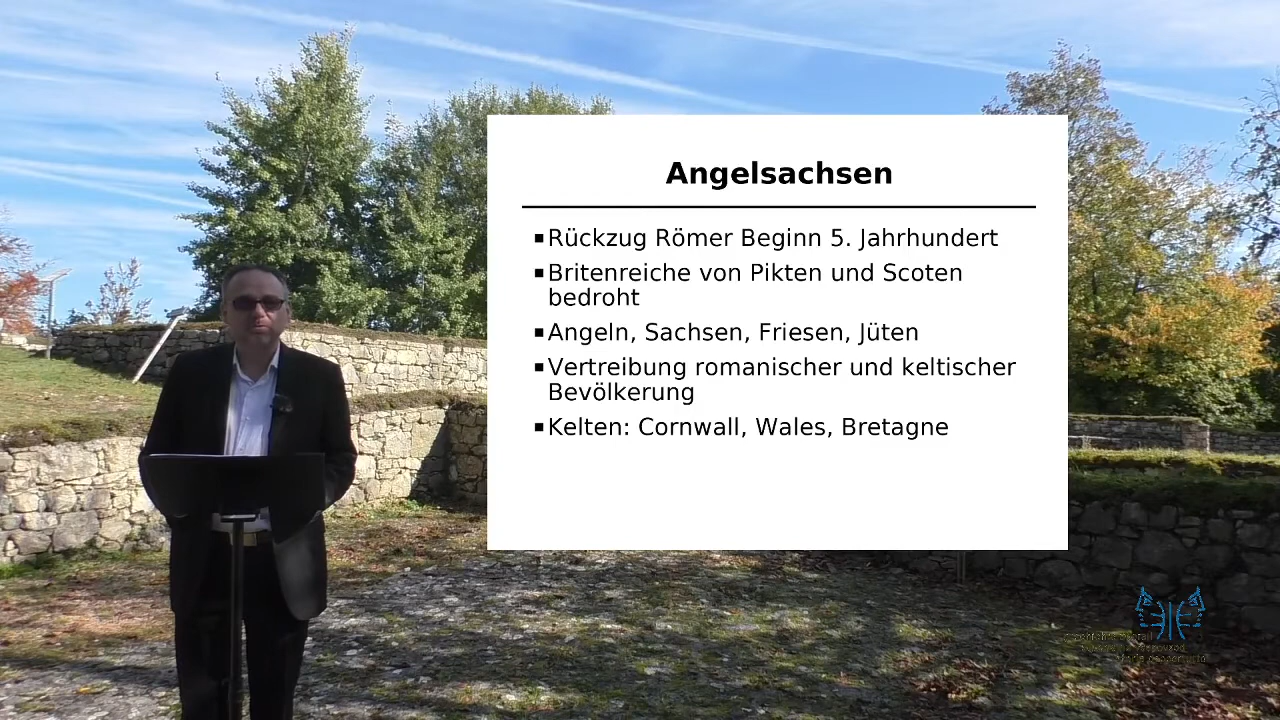 Angelsachsen
Rückzug Römer Beginn 5. Jahrhundert
Britenreiche von Pikten und Scoten
bedroht
Angeln, Sachsen, Friesen, Jüten
Vertreibung romanischer und keltischer
Bevölkerung
Kelten: Cornwall, Wales, Bretagne